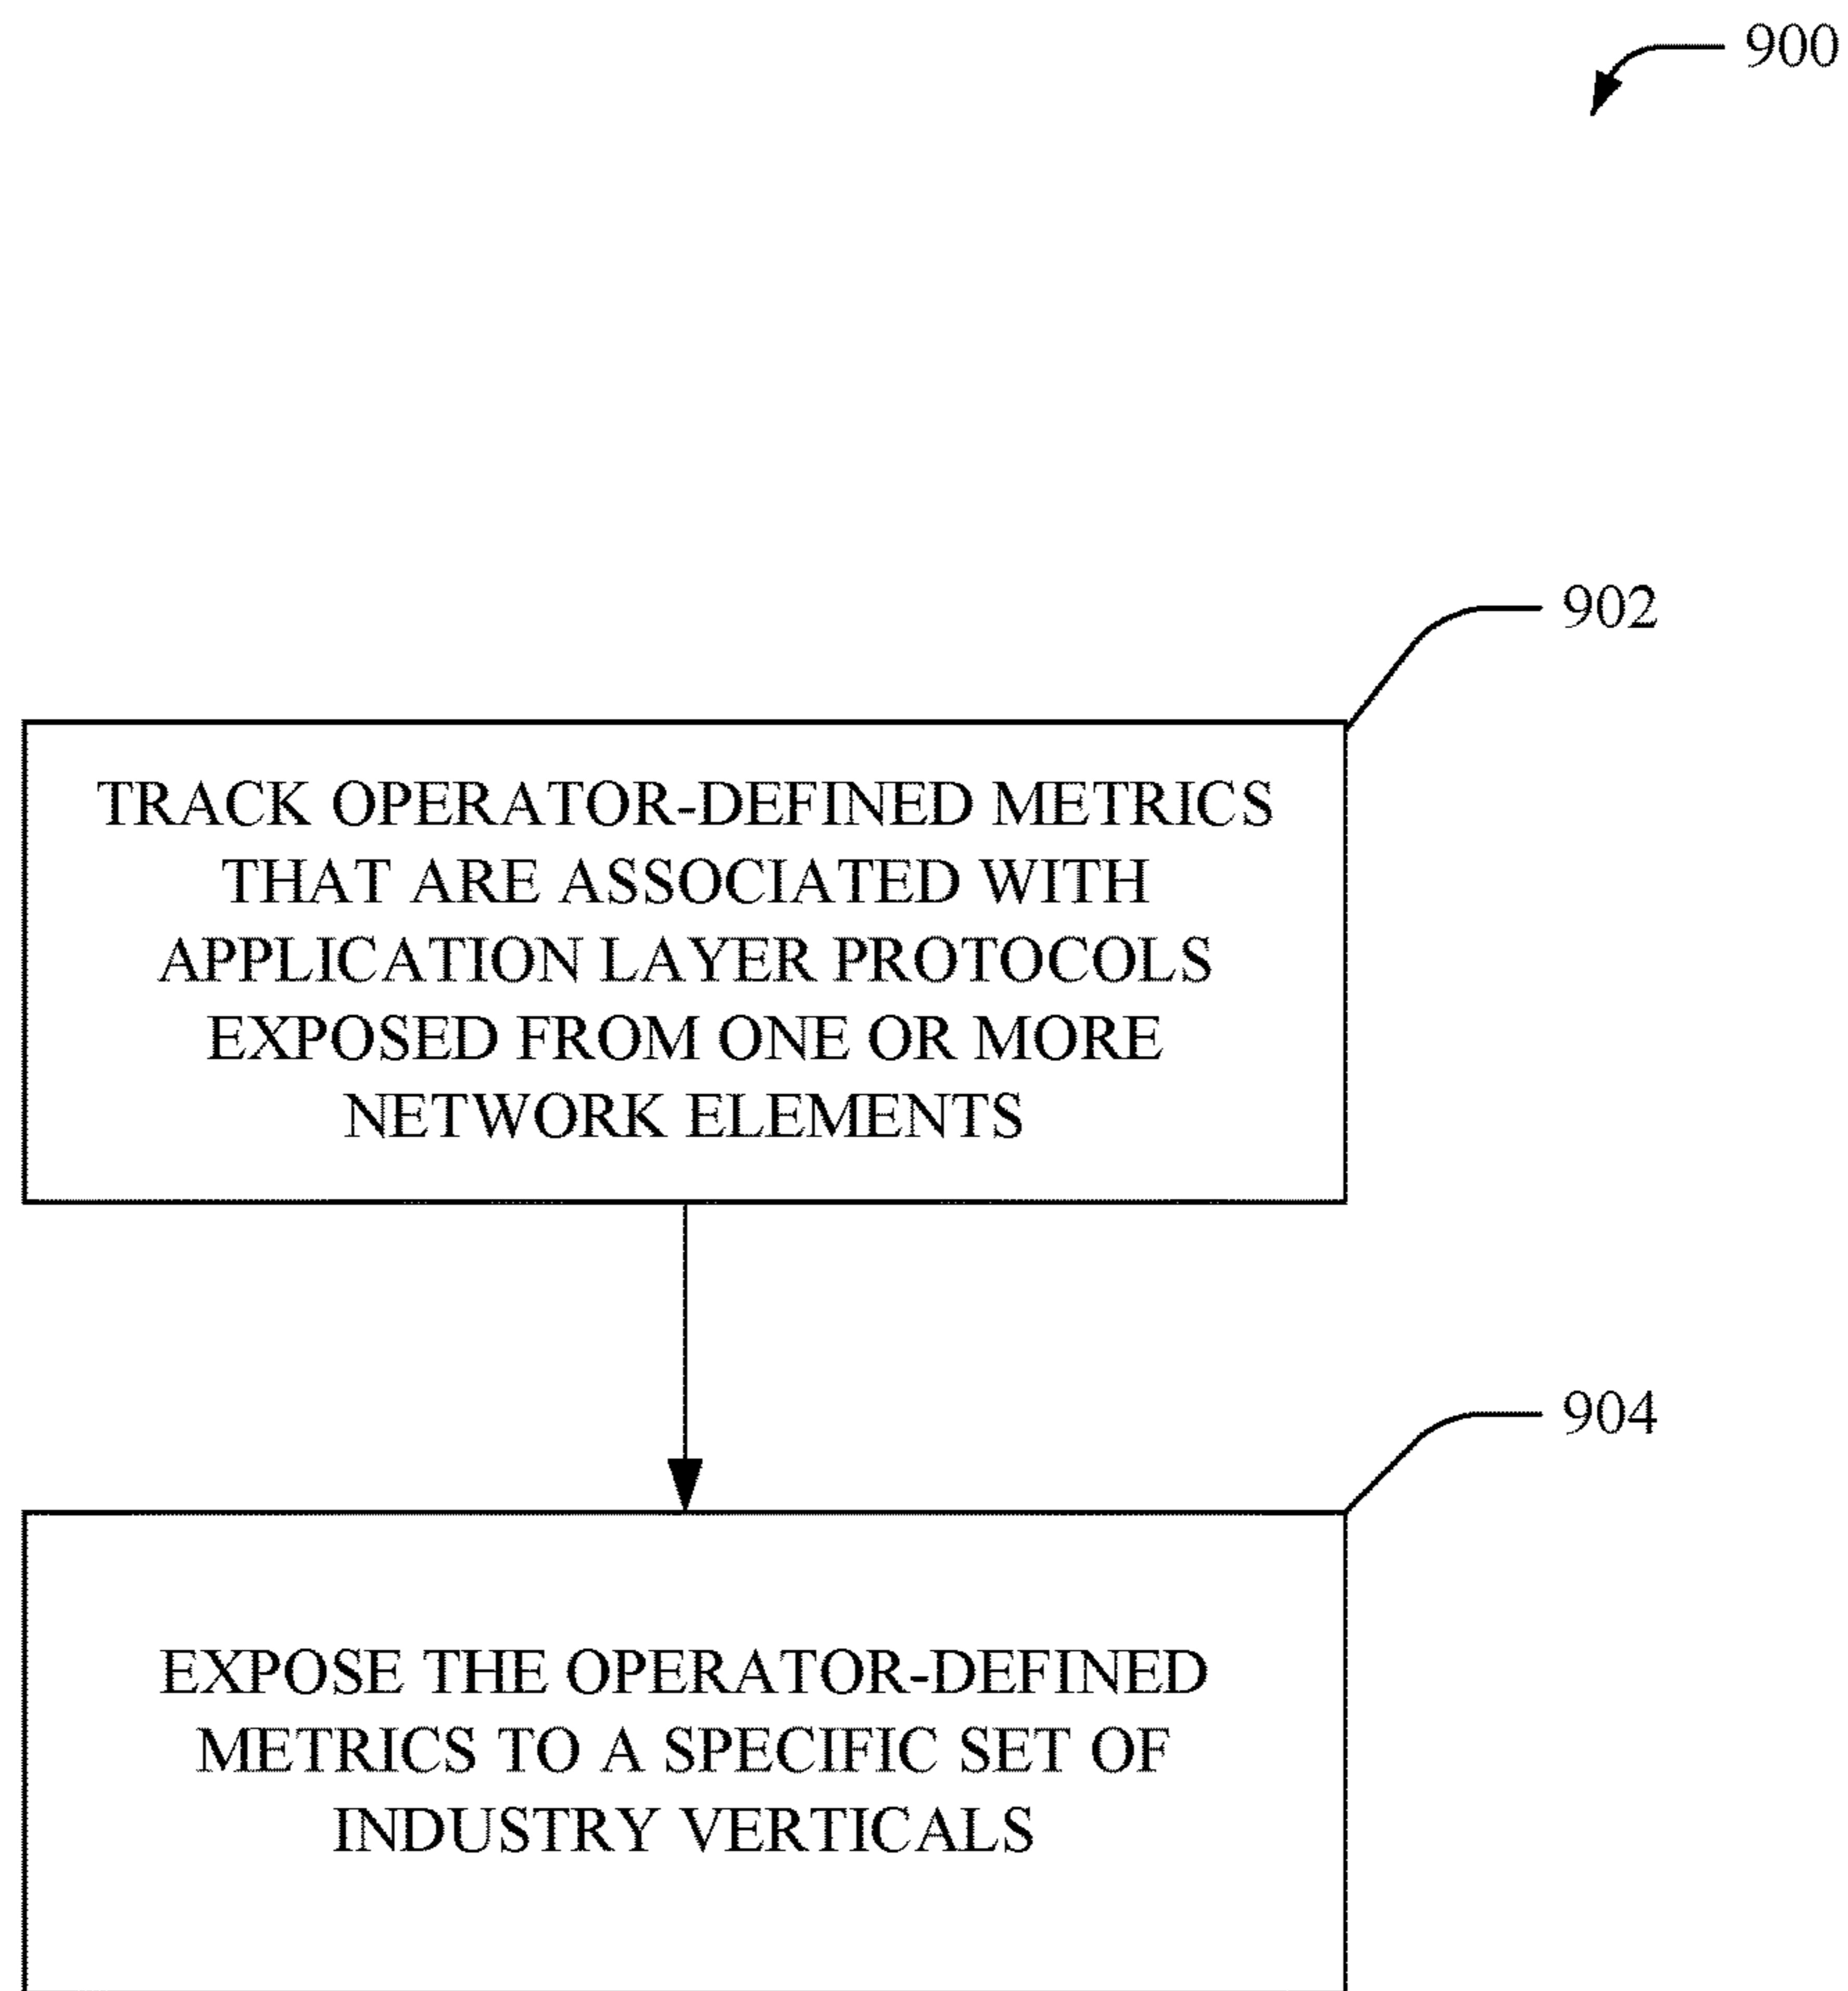 900
902
TRACK OPERATOR-DEFINED METRICS
THAT ARE ASSOCIATED WITH
APPLICATION LAYER PROTOCOLS
EXPOSED FROM ONE OR MORE
NETWORK ELEMENTS
904
EXPOSE THE OPERATOR-DEFINED
METRICS TO A SPECIFIC SET OF
INDUSTRY VERTICALS